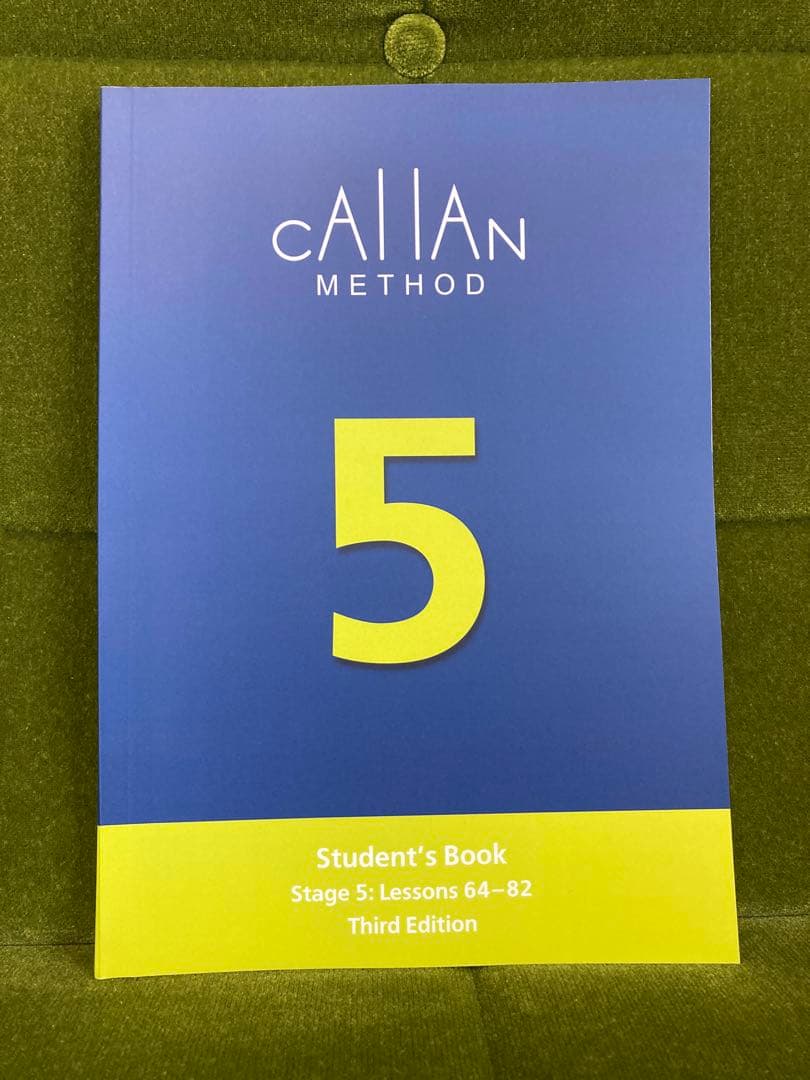 CALLAN
METHOD
5
Student's Book
Stage 5: Lessons 64–82
Third Edition